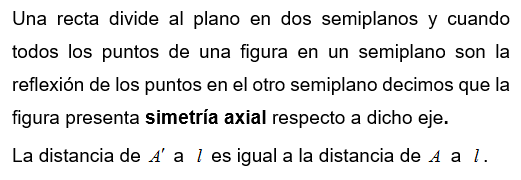 Una recta divide al plano en dos semiplanos y cuando
todos los puntos de una figura en un semiplano son la
reflexión de los puntos en el otro semiplano decimos que la
figura presenta simetría axial respecto a dicho eje.
La distancia de A′ a l es igual a la distancia de A a l.